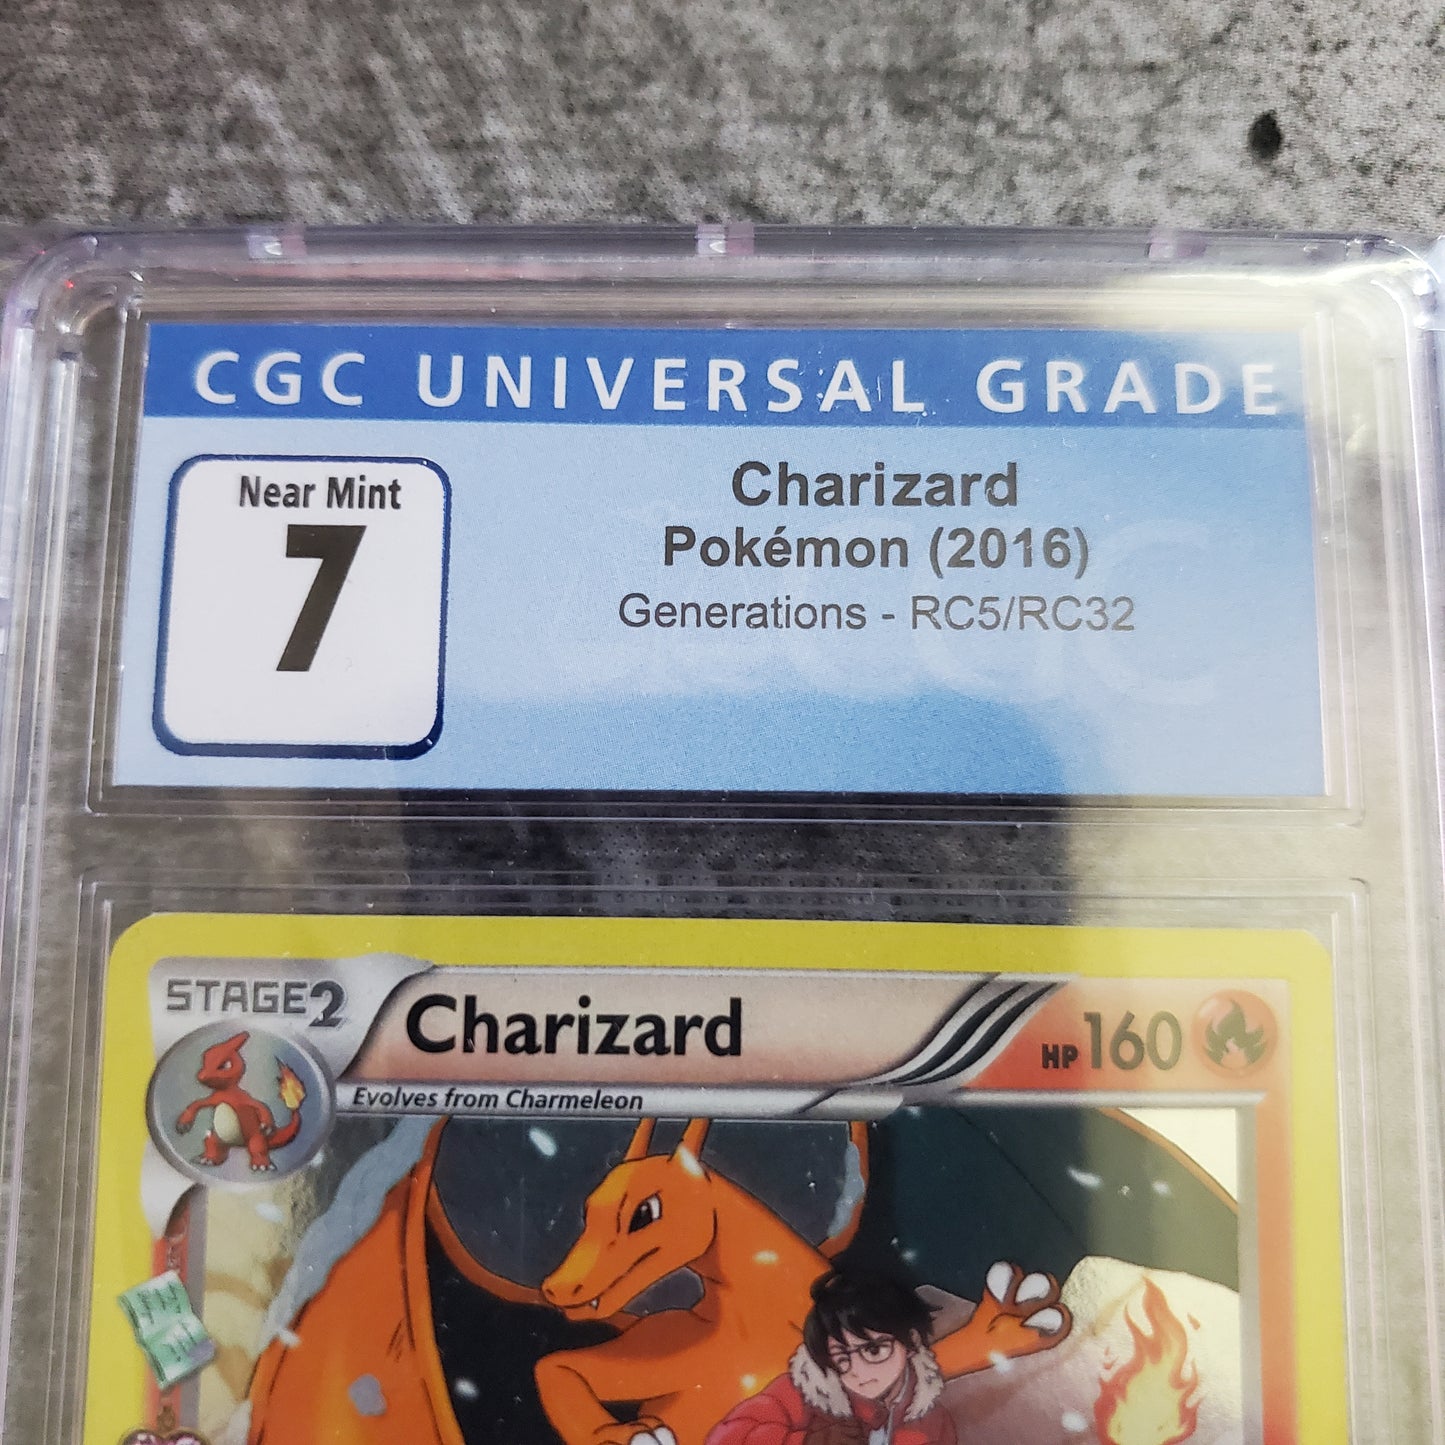 CGC UNIVERSAL GRADE
Near Mint
7
Charizard
Pokémon (2016)
Generations - RC5/RC32
STAGE2
Charizard
HP 160
Evolves from Charmeleon